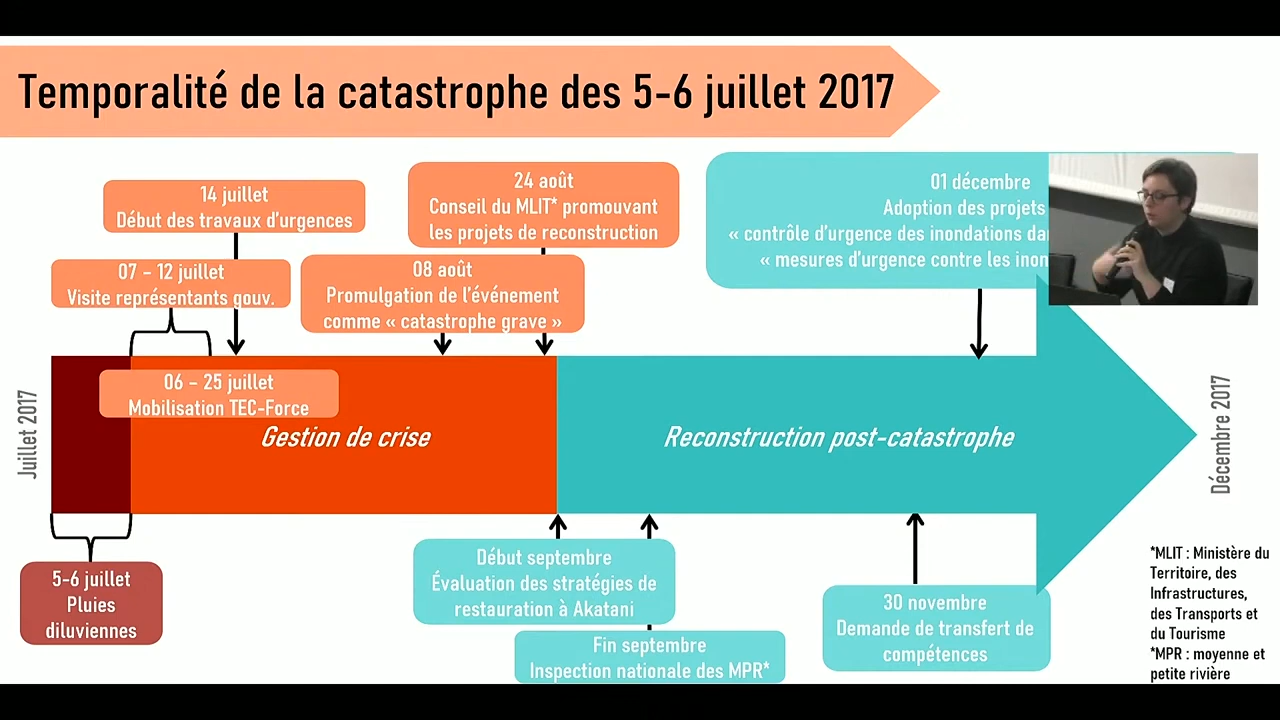 Temporalité de la catastrophe des 5-6 juillet 2017
14 juillet
Début des travaux d'urgences
24 août
Conseil du MLIT* promouvant
les projets de reconstruction
01 décembre
Adoption des projets
« contrôle d'urgence des inondations
« mesures d'urgence contre les
07 – 12 juillet
Visite représentants gouv.
08 août
Promulgation de l'événement
comme « catastrophe grave »
06 – 25 juillet
Mobilisation TEC-Force
Juillet 2017
Gestion de crise
Reconstruction post-catastrophe
Décembre 2017
5-6 juillet
Pluies
diluviennes
Début septembre
Évaluation des stratégies de
restauration à Akatani
Fin septembre
Inspection nationale des MPR*
30 novembre
Demande de transfert de
compétences
*MLIT : Ministère du
Territoire, des
Infrastructures,
des Transports et
du Tourisme
*MPR : moyenne et
petite rivière